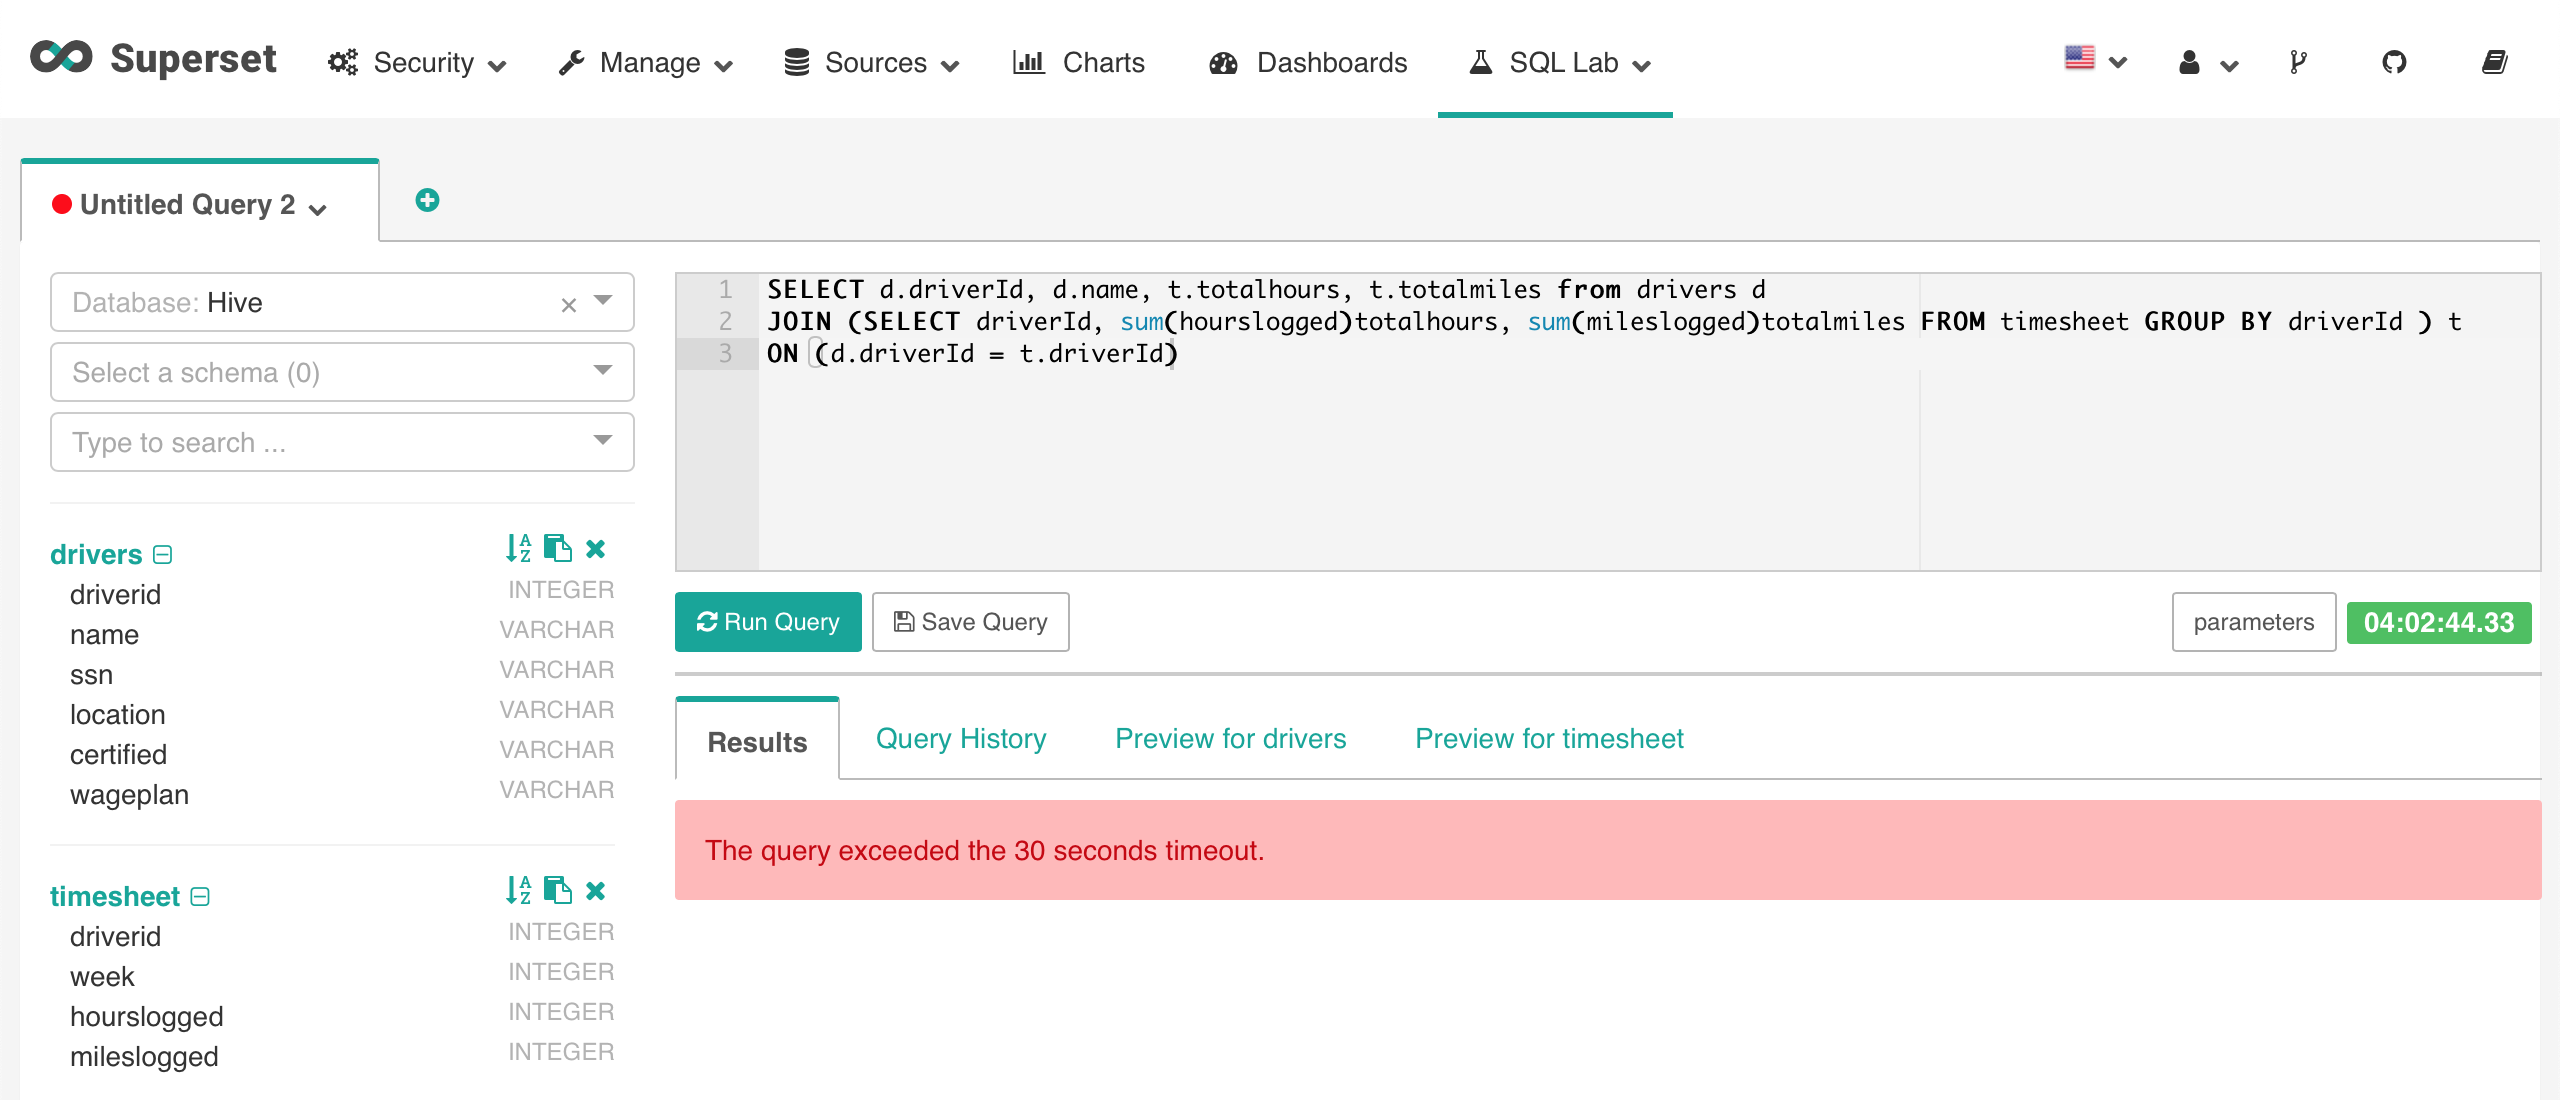 Superset Security Manage Sources Charts Dashboards SQL Lab
Untitled Query 2
Database: Hive
Select a schema (0)
Type to search ...
drivers
driverid INTEGER
name VARCHAR
ssn VARCHAR
location VARCHAR
certified VARCHAR
wageplan VARCHAR
timesheet
driverid INTEGER
week INTEGER
hourslogged INTEGER
mileslogged INTEGER
1 SELECT d.driverId, d.name, t.totalhours, t.totalmiles from drivers d
2 JOIN (SELECT driverId, sum(hourslogged)totalhours, sum(mileslogged)totalmiles FROM timesheet GROUP BY driverId ) t
3 ON (d.driverId = t.driverId)
Run Query Save Query parameters 04:02:44.33
Results Query History Preview for drivers Preview for timesheet
The query exceeded the 30 seconds timeout.